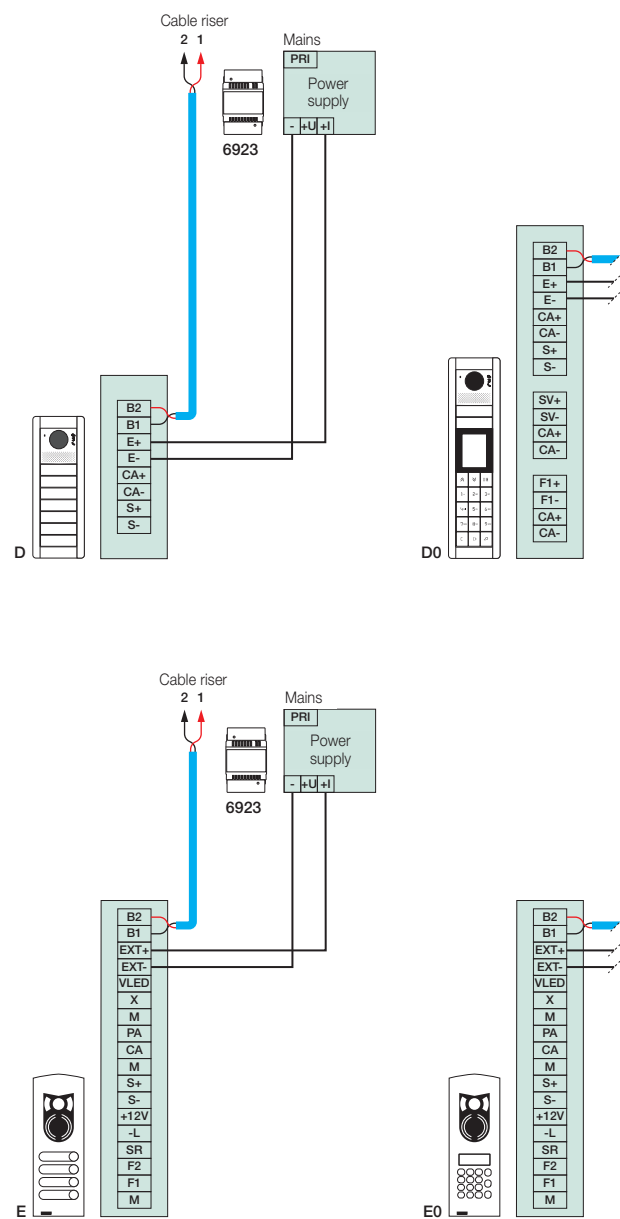 Cable riser
2 1
Mains
PRI
Power
supply
- +U +I
6923
B2
B1
E+
E-
CA+
CA-
S+
S-
D
B2
B1
E+
E-
CA+
CA-
S+
S-
SV+
SV-
CA+
CA-
F1+
F1-
CA+
CA-
D0
Cable riser
2 1
Mains
PRI
Power
supply
- +U +I
6923
B2
B1
EXT+
EXT-
VLED
X
M
PA
CA
M
S+
S-
+12V
-L
SR
F2
F1
M
E
B2
B1
EXT+
EXT-
VLED
X
M
PA
CA
M
S+
S-
+12V
-L
SR
F2
F1
M
E0